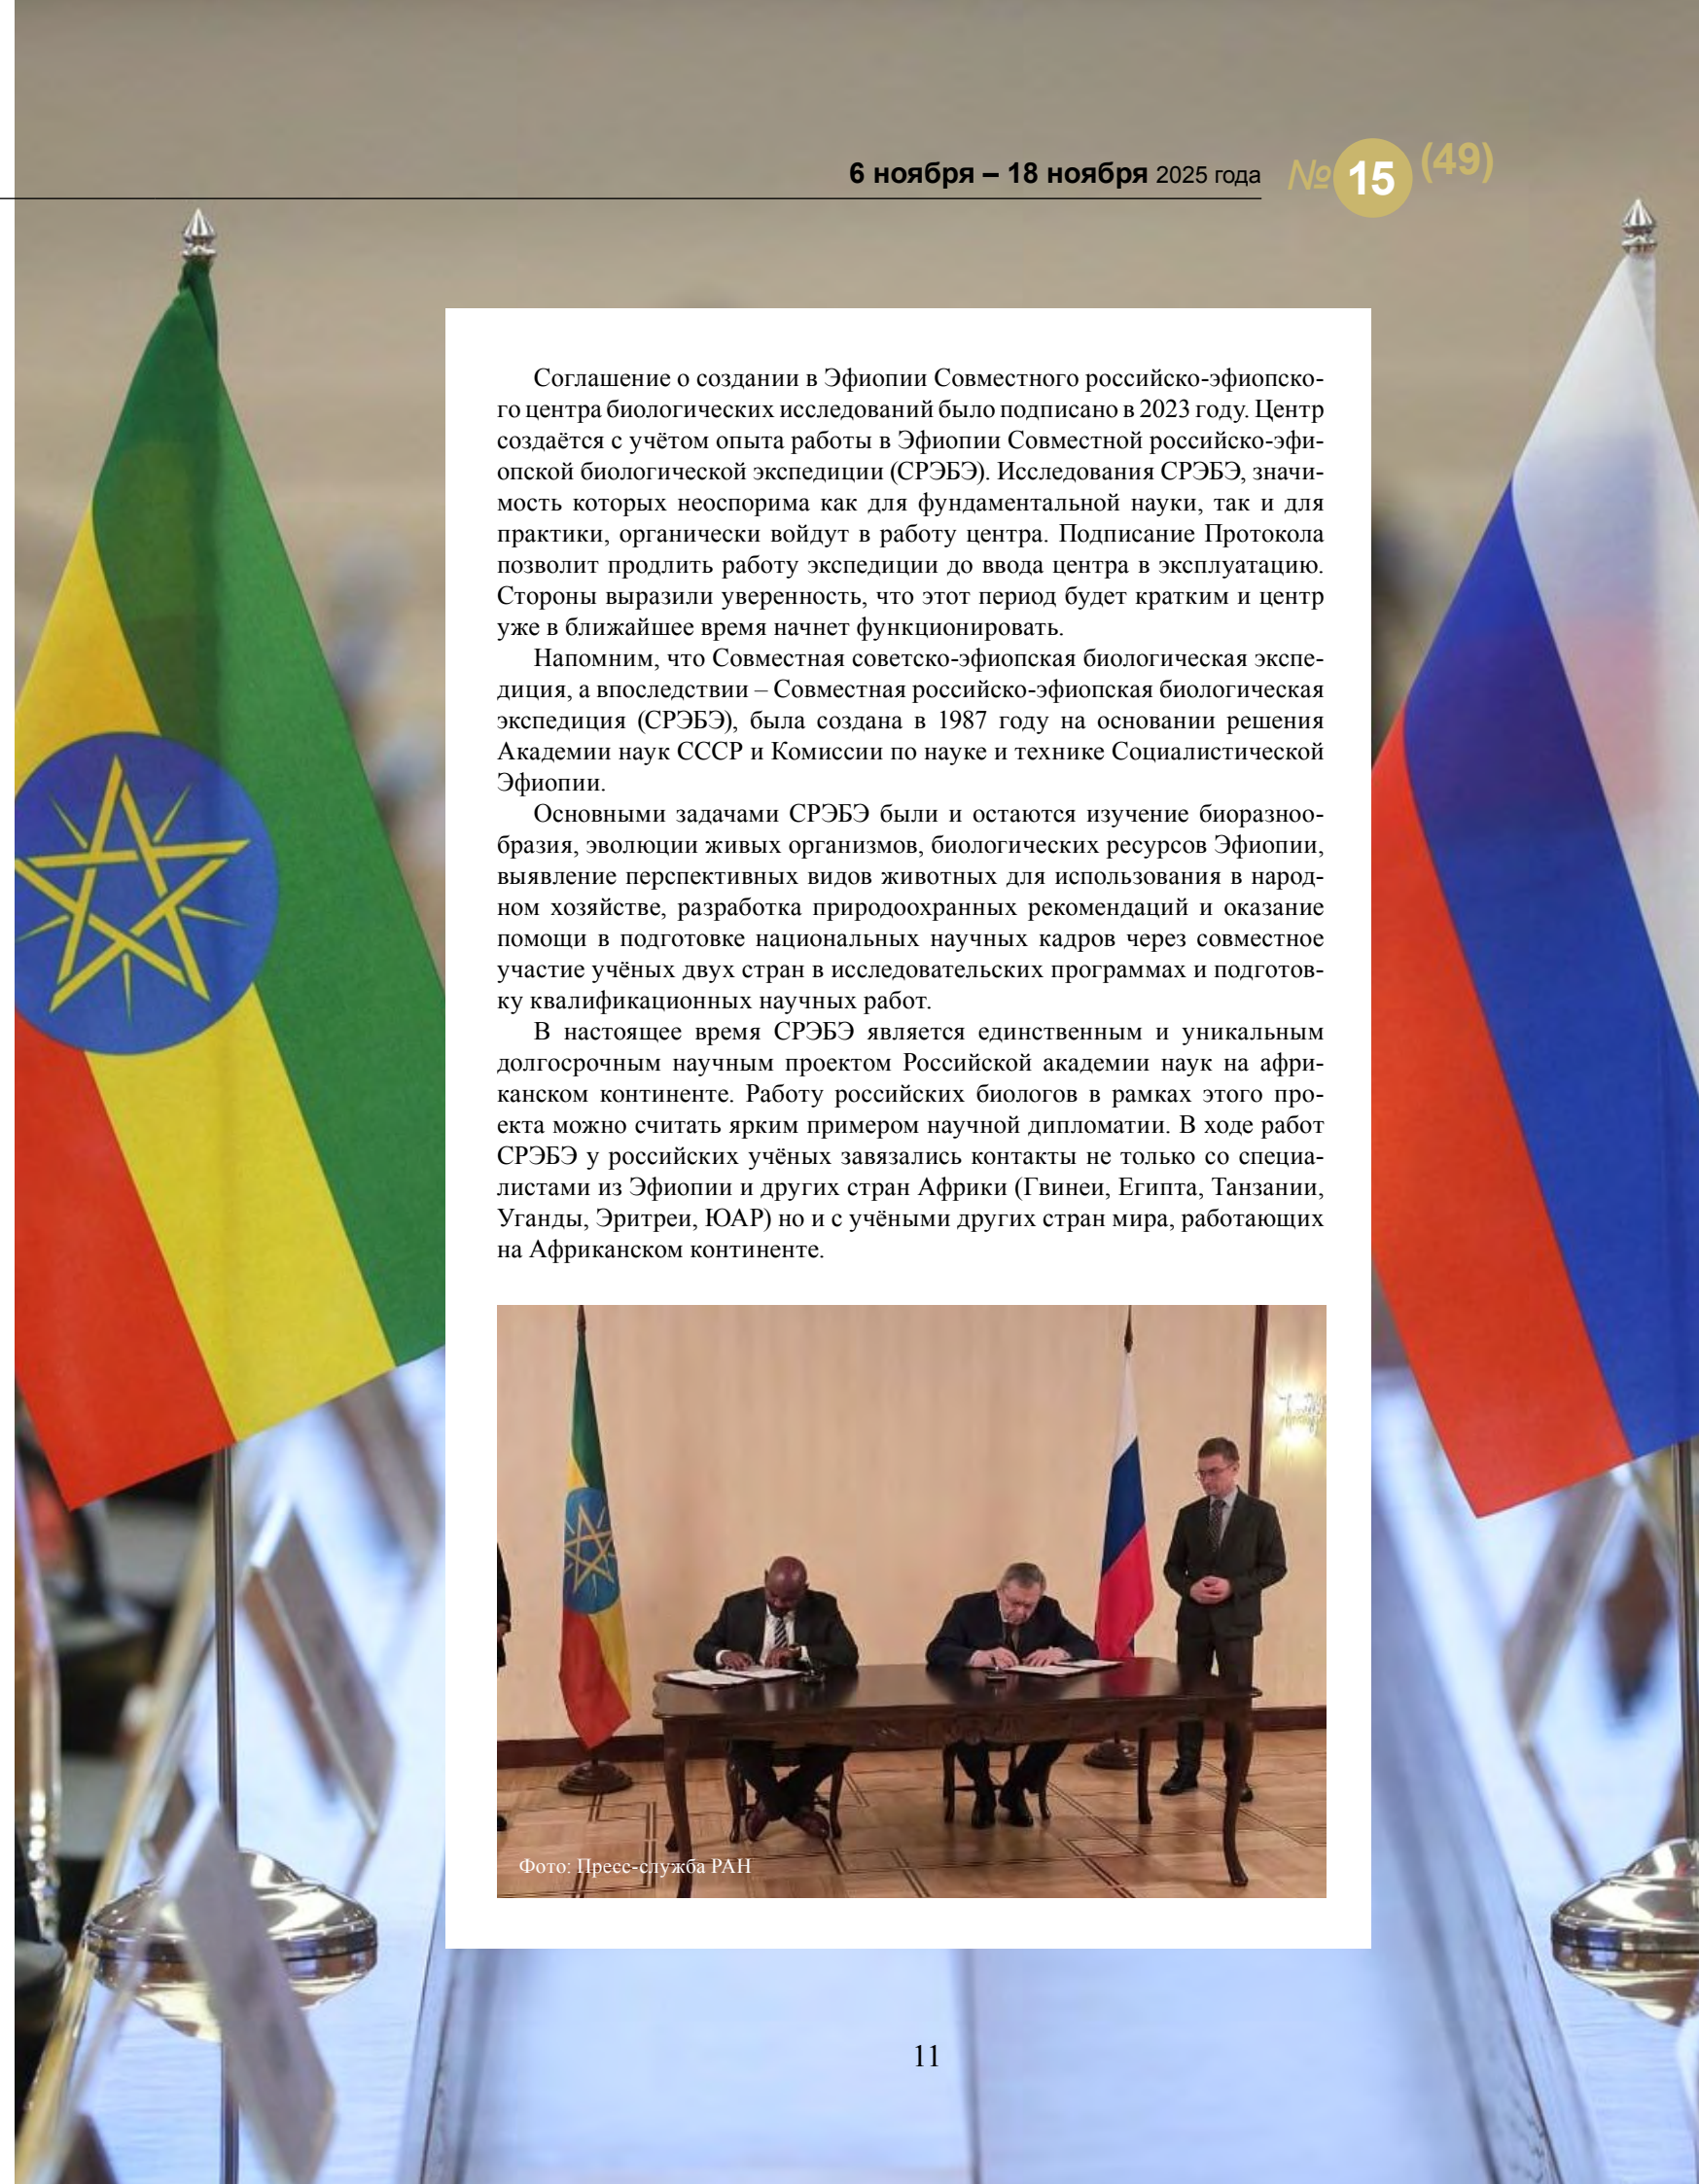 6 ноября – 18 ноября 2025 года № 15 (49)
Соглашение о создании в Эфиопии Совместного российско-эфиопско-
го центра биологических исследований было подписано в 2023 году. Центр
создаётся с учётом опыта работы в Эфиопии Совместной российско-эфи-
опской биологической экспедиции (СРЭБЭ). Исследования СРЭБЭ, значи-
мость которых неоспорима как для фундаментальной науки, так и для
практики, органически войдут в работу центра. Подписание Протокола
позволит продлить работу экспедиции до ввода центра в эксплуатацию.
Стороны выразили уверенность, что этот период будет кратким и центр
уже в ближайшее время начнет функционировать.
Напомним, что Совместная советско-эфиопская биологическая экспе-
диция, а впоследствии – Совместная российско-эфиопская биологическая
экспедиция (СРЭБЭ), была создана в 1987 году на основании решения
Академии наук СССР и Комиссии по науке и технике Социалистической
Эфиопии.
Основными задачами СРЭБЭ были и остаются изучение биоразноо-
бразия, эволюции живых организмов, биологических ресурсов Эфиопии,
выявление перспективных видов животных для использования в народ-
ном хозяйстве, разработка природоохранных рекомендаций и оказание
помощи в подготовке национальных научных кадров через совместное
участие учёных двух стран в исследовательских программах и подготов-
ку квалификационных научных работ.
В настоящее время СРЭБЭ является единственным и уникальным
долгосрочным научным проектом Российской академии наук на афри-
канском континенте. Работу российских биологов в рамках этого про-
екта можно считать ярким примером научной дипломатии. В ходе работ
СРЭБЭ у российских учёных завязались контакты не только со специа-
листами из Эфиопии и других стран Африки (Гвинеи, Египта, Танзании,
Уганды, Эритреи, ЮАР) но и с учёными других стран мира, работающих
на Африканском континенте.
Фото: Пресс-служба РАН
11